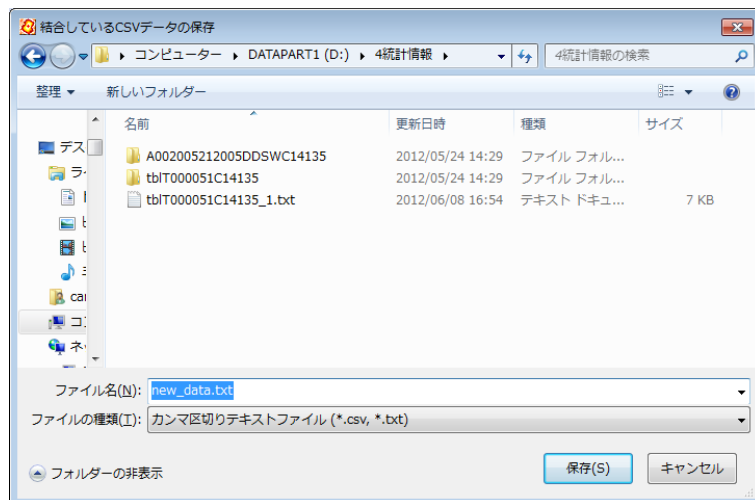 結合しているCSVデータの保存
コンピューター ▸ DATAPART1 (D:) ▸ 4統計情報 ▸
4統計情報の検索
整理 新しいフォルダー
名前 更新日時 種類 サイズ
デス
ラ
A002005212005DDSWC14135 2012/05/24 14:29 ファイル フォル...
tblT000051C14135 2012/05/24 14:29 ファイル フォル...
tblT000051C14135_1.txt 2012/06/08 16:54 テキスト ドキュ... 7 KB
car
コン
ネ
ファイル名(N): new_data.txt
ファイルの種類(T): カンマ区切りテキストファイル (*.csv, *.txt)
フォルダーの非表示
保存(S) キャンセル